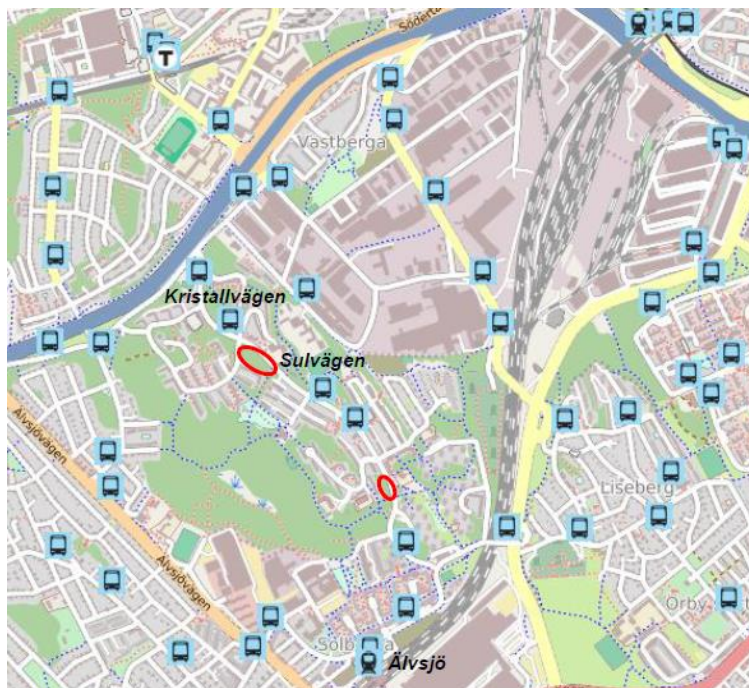 Södertä
T
Västberga
Kristallvägen
Sulvägen
Älvsjövägen
Liseberg
Älvsjövägen
Örby
Solberga
Älvsjö